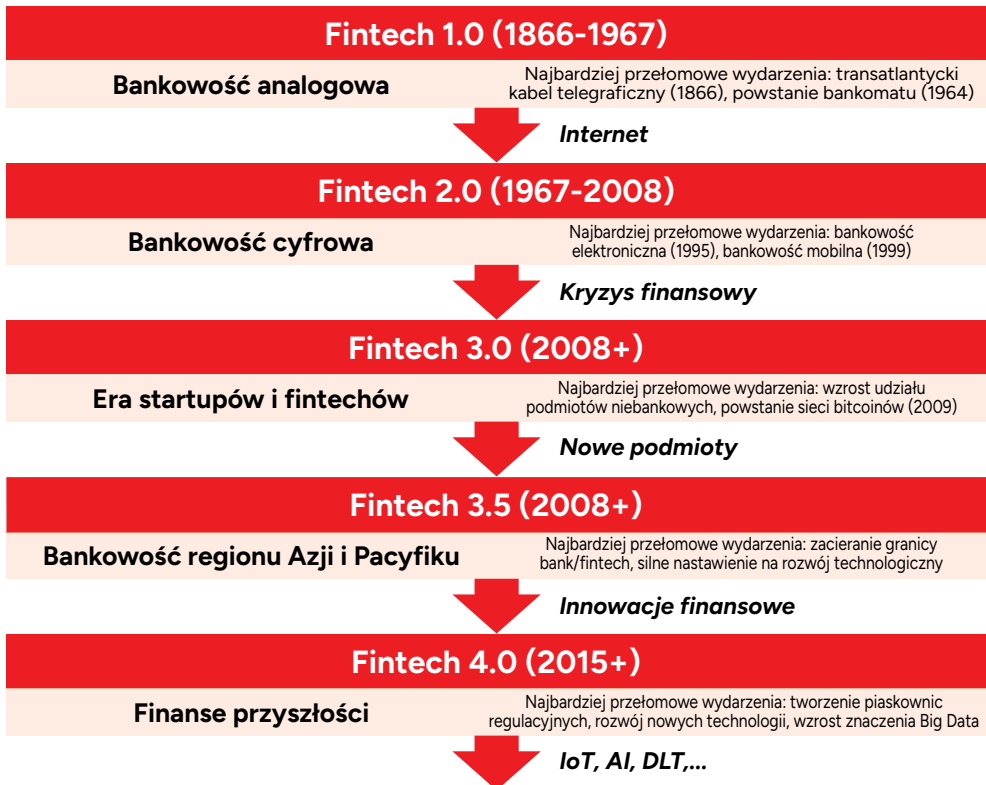 Fintech 1.0 (1866-1967)
Bankowość analogowa
Najbardziej przełomowe wydarzenia: transatlantycki
kabel telegraficzny (1866), powstanie bankomatu (1964)
Internet
Fintech 2.0 (1967-2008)
Bankowość cyfrowa
Najbardziej przełomowe wydarzenia: bankowość
elektroniczna (1995), bankowość mobilna (1999)
Kryzys finansowy
Fintech 3.0 (2008+)
Era startupów i fintechów
Najbardziej przełomowe wydarzenia: wzrost udziału
podmiotów niebankowych, powstanie sieci bitcoinów (2009)
Nowe podmioty
Fintech 3.5 (2008+)
Bankowość regionu Azji i Pacyfiku
Najbardziej przełomowe wydarzenia: zacieranie granicy
bank/fintech, silne nastawienie na rozwój technologiczny
Innowacje finansowe
Fintech 4.0 (2015+)
Finanse przyszłości
Najbardziej przełomowe wydarzenia: tworzenie piaskownic
regulacyjnych, rozwój nowych technologii, wzrost znaczenia Big Data
IoT, AI, DLT,...